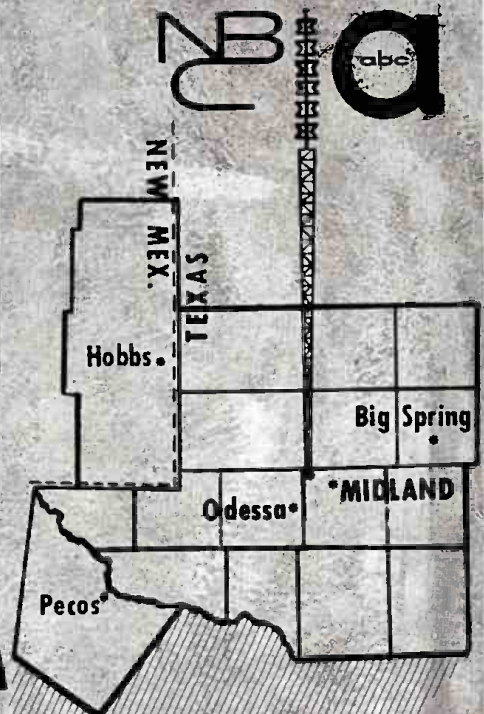 NBC
abc
NEW MEX.
TEXAS
Hobbs
Big Spring
Odessa
MIDLAND
Pecos